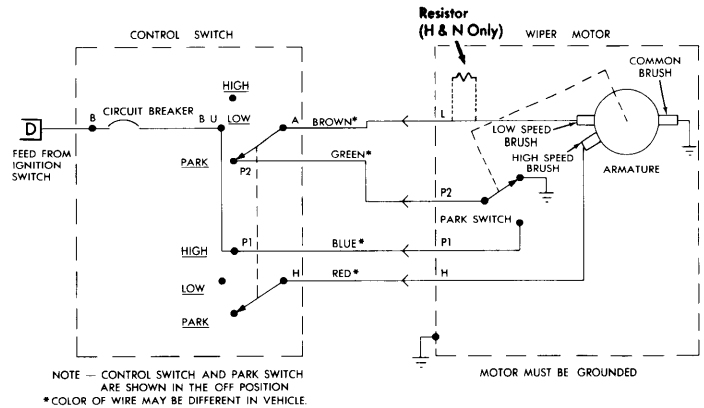 Resistor
(H & N Only)
CONTROL SWITCH
WIPER MOTOR
HIGH
COMMON
BRUSH
CIRCUIT BREAKER
B
B U
LOW
A
BROWN*
L
D
LOW SPEED
BRUSH
FEED FROM
IGNITION
SWITCH
PARK
P2
GREEN*
HIGH SPEED
BRUSH
ARMATURE
P2
PARK SWITCH
HIGH
P1
BLUE*
P1
LOW
H
RED*
H
PARK
NOTE — CONTROL SWITCH AND PARK SWITCH
ARE SHOWN IN THE OFF POSITION
*COLOR OF WIRE MAY BE DIFFERENT IN VEHICLE.
MOTOR MUST BE GROUNDED